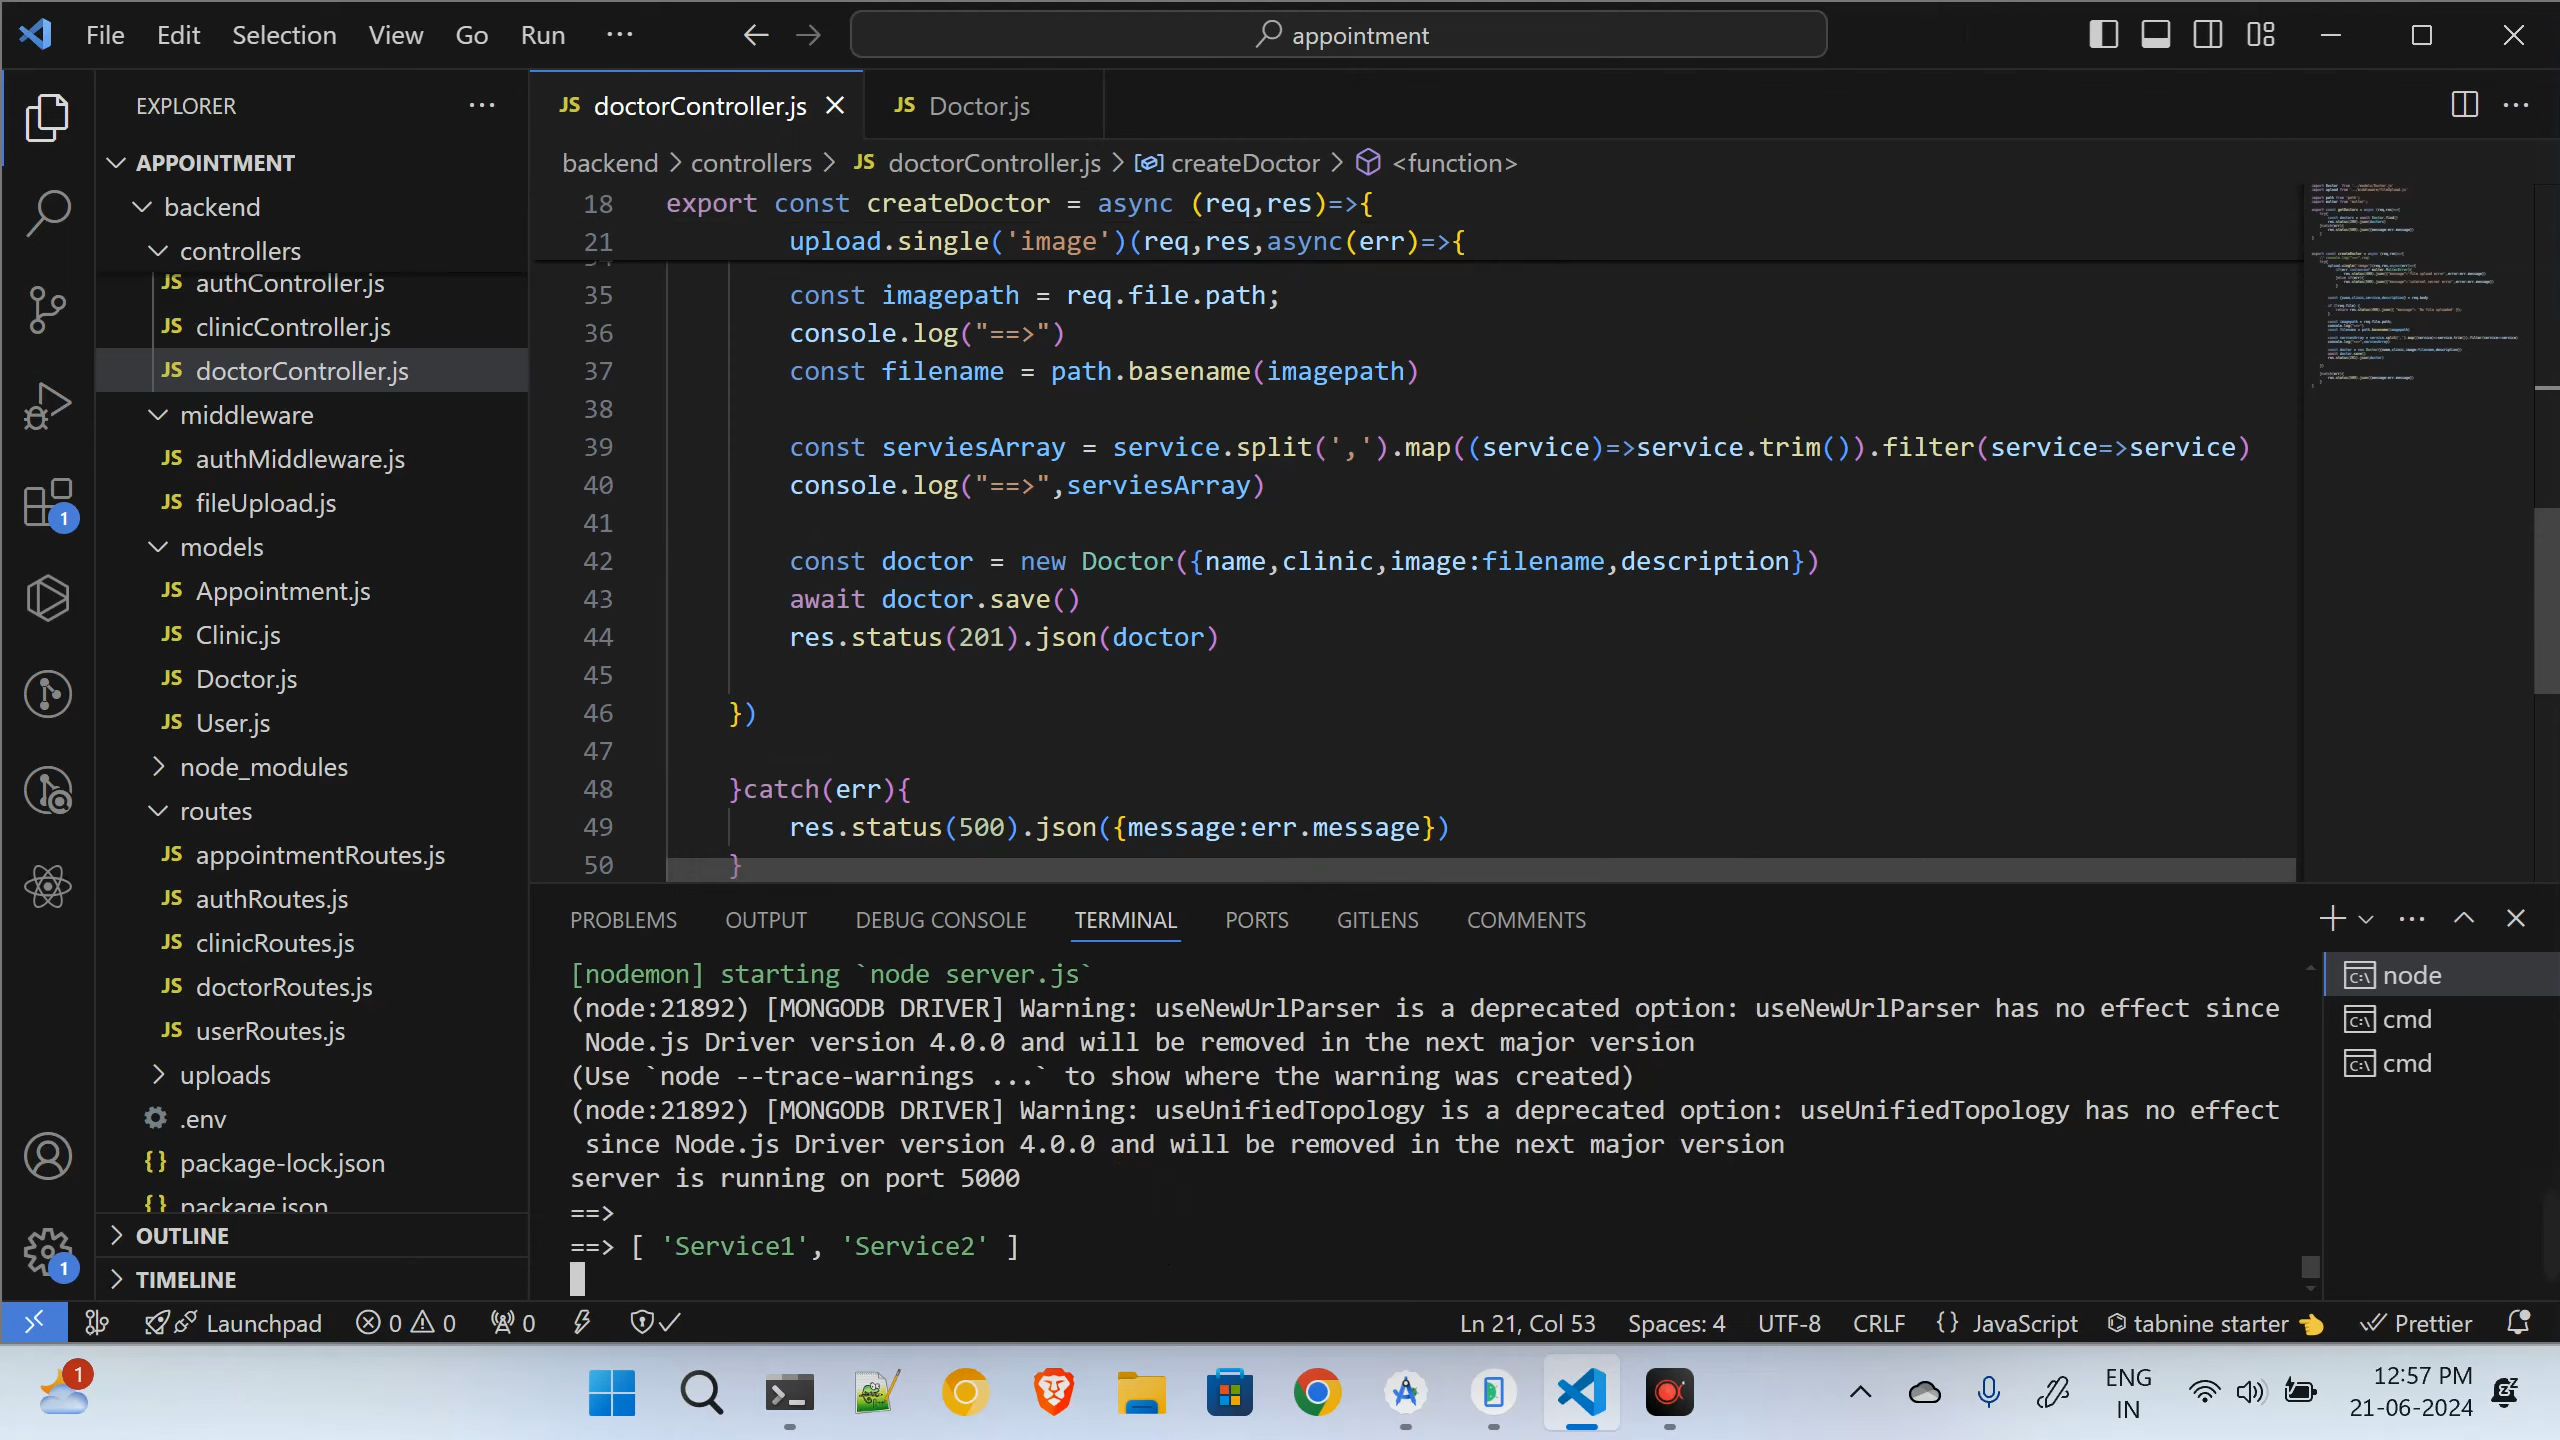 File Edit Selection View Go Run ··· appointment
EXPLORER ···
APPOINTMENT
backend
controllers
JS authController.js
JS clinicController.js
JS doctorController.js
middleware
JS authMiddleware.js
JS fileUpload.js
models
JS Appointment.js
JS Clinic.js
JS Doctor.js
JS User.js
node_modules
routes
JS appointmentRoutes.js
JS authRoutes.js
JS clinicRoutes.js
JS doctorRoutes.js
JS userRoutes.js
uploads
.env
{} package-lock.json
{} package.json
OUTLINE
TIMELINE
1
1
JS doctorController.js JS Doctor.js
backend > controllers > JS doctorController.js > createDoctor > <function>
18 export const createDoctor = async (req,res)=>{
21 upload.single('image')(req,res,async(err)=>{
35 const imagepath = req.file.path;
36 console.log("==>")
37 const filename = path.basename(imagepath)
38
39 const serviesArray = service.split(',').map((service)=>service.trim()).filter(service=>service)
40 console.log("==>",serviesArray)
41
42 const doctor = new Doctor({name,clinic,image:filename,description})
43 await doctor.save()
44 res.status(201).json(doctor)
45
46 })
47
48 }catch(err){
49 res.status(500).json({message:err.message})
50 }
PROBLEMS OUTPUT DEBUG CONSOLE TERMINAL PORTS GITLENS COMMENTS
[nodemon] starting `node server.js`
(node:21892) [MONGODB DRIVER] Warning: useNewUrlParser is a deprecated option: useNewUrlParser has no effect since
Node.js Driver version 4.0.0 and will be removed in the next major version
(Use `node --trace-warnings ...` to show where the warning was created)
(node:21892) [MONGODB DRIVER] Warning: useUnifiedTopology is a deprecated option: useUnifiedTopology has no effect
since Node.js Driver version 4.0.0 and will be removed in the next major version
server is running on port 5000
==>
==> [ 'Service1', 'Service2' ]
node
cmd
cmd
Launchpad 0 0 0 Ln 21, Col 53 Spaces: 4 UTF-8 CRLF {} JavaScript tabnine starter Prettier
1
ENG
IN
12:57 PM
21-06-2024